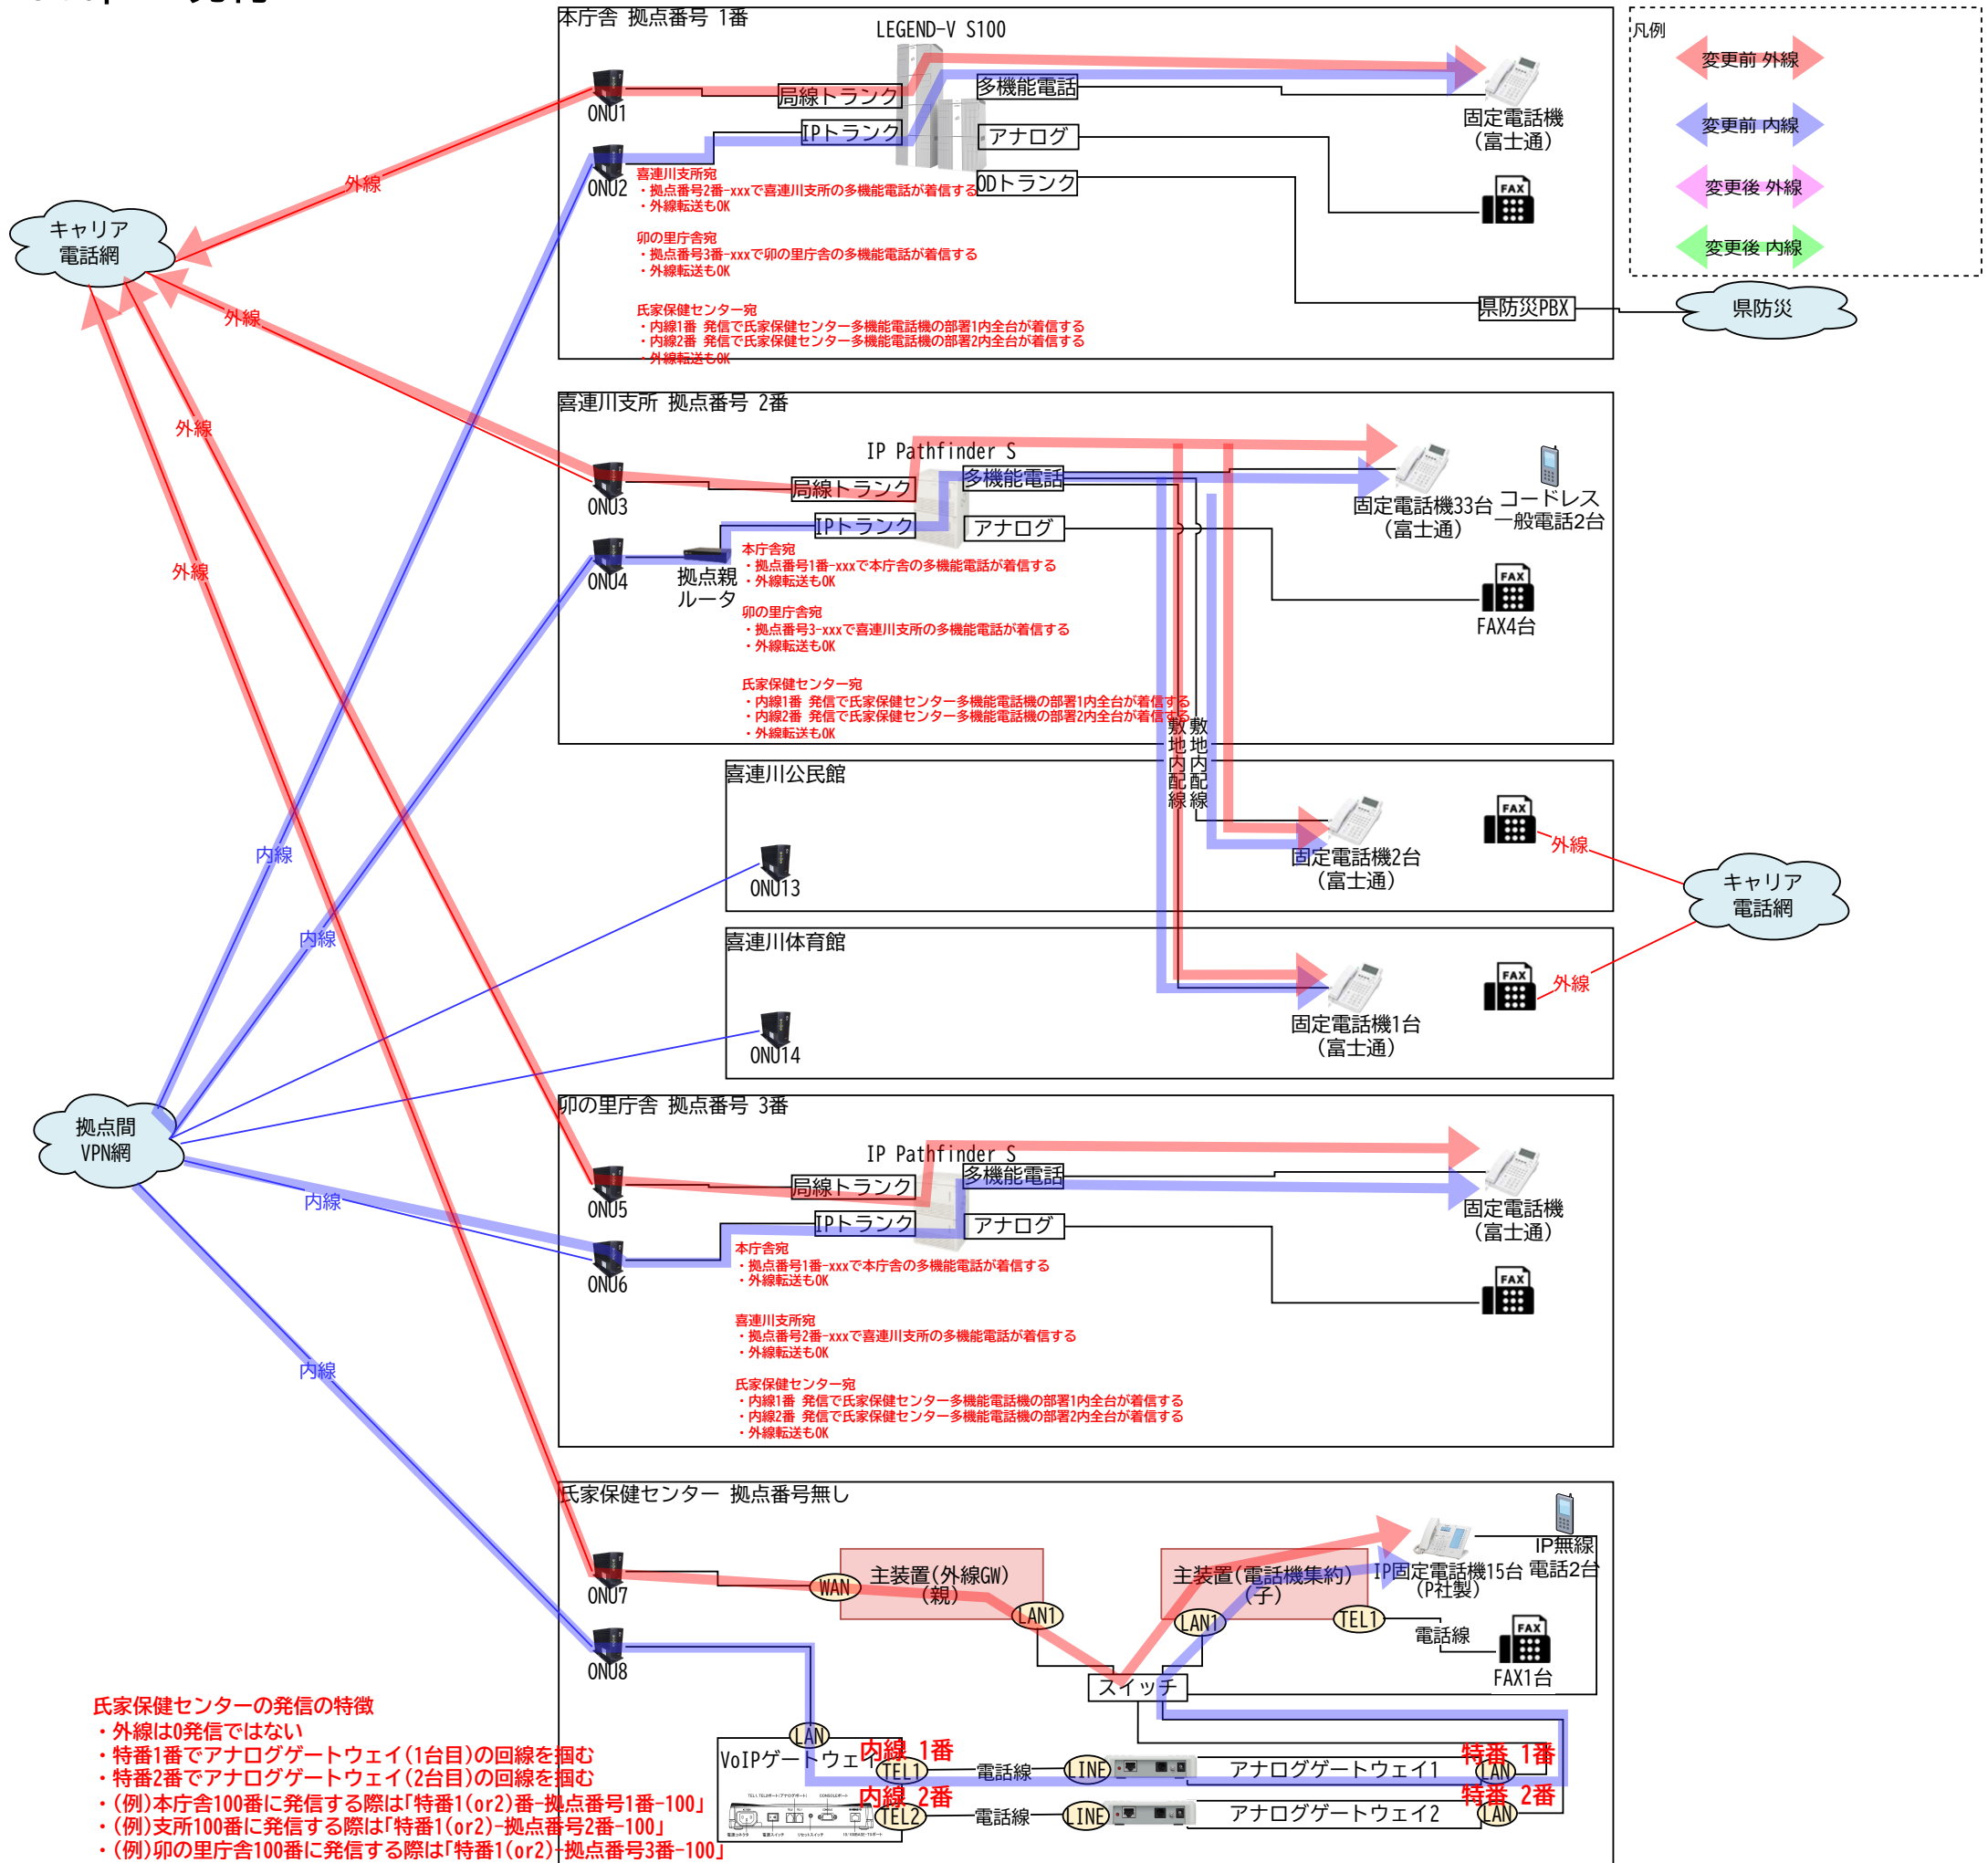 本庁舎 拠点番号 1番
LEGEND-V S100
ONU1
ONU2
局線トランク
IPトランク
多機能電話
アナログ
ODトランク
固定電話機
(富士通)
FAX
県防災PBX
県防災
喜連川支所宛
・拠点番号2番-xxxで喜連川支所の多機能電話が着信する
・外線転送もOK
卯の里庁舎宛
・拠点番号3番-xxxで卯の里庁舎の多機能電話が着信する
・外線転送もOK
氏家保健センター宛
・内線1番 発信で氏家保健センター多機能電話機の部署1内全台が着信する
・内線2番 発信で氏家保健センター多機能電話機の部署2内全台が着信する
・外線転送もOK
凡例
変更前 外線
変更前 内線
変更後 外線
変更後 内線
キャリア
電話網
外線
外線
外線
外線
喜連川支所 拠点番号 2番
IP Pathfinder S
ONU3
ONU4
拠点親
ルータ
局線トランク
IPトランク
多機能電話
アナログ
固定電話機33台
(富士通)
コードレス
一般電話2台
FAX
FAX4台
本庁舎宛
・拠点番号1番-xxxで本庁舎の多機能電話が着信する
・外線転送もOK
卯の里庁舎宛
・拠点番号3-xxxで喜連川支所の多機能電話が着信する
・外線転送もOK
氏家保健センター宛
・内線1番 発信で氏家保健センター多機能電話機の部署1内全台が着信する
・内線2番 発信で氏家保健センター多機能電話機の部署2内全台が着信する
・外線転送もOK
敷地内配線
敷地内配線
喜連川公民館
ONU13
固定電話機2台
(富士通)
FAX
外線
キャリア
電話網
喜連川体育館
ONU14
固定電話機1台
(富士通)
FAX
外線
拠点間
VPN網
内線
内線
内線
内線
卯の里庁舎 拠点番号 3番
IP Pathfinder S
ONU5
ONU6
局線トランク
IPトランク
多機能電話
アナログ
固定電話機
(富士通)
FAX
本庁舎宛
・拠点番号1番-xxxで本庁舎の多機能電話が着信する
・外線転送もOK
喜連川支所宛
・拠点番号2番-xxxで喜連川支所の多機能電話が着信する
・外線転送もOK
氏家保健センター宛
・内線1番 発信で氏家保健センター多機能電話機の部署1内全台が着信する
・内線2番 発信で氏家保健センター多機能電話機の部署2内全台が着信する
・外線転送もOK
氏家保健センター 拠点番号無し
ONU7
ONU8
WAN
主装置(外線GW)
(親)
LAN1
主装置(電話機集約)
(子)
LAN1
TEL1
IP固定電話機15台
(P社製)
IP無線
電話2台
電話線
FAX
FAX1台
スイッチ
LAN
VoIPゲートウェイ
内線 1番
TEL1
電話線
LINE
アナログゲートウェイ1
特番 1番
LAN
内線 2番
TEL2
電話線
LINE
アナログゲートウェイ2
特番 2番
LAN
氏家保健センターの発信の特徴
・外線は0発信ではない
・特番1番でアナログゲートウェイ(1台目)の回線を掴む
・特番2番でアナログゲートウェイ(2台目)の回線を掴む
・(例)本庁舎100番に発信する際は｢特番1(or2)番-拠点番号1番-100｣
・(例)支所100番に発信する際は｢特番1(or2)-拠点番号2番-100｣
・(例)卯の里庁舎100番に発信する際は｢特番1(or2)-拠点番号3番-100｣